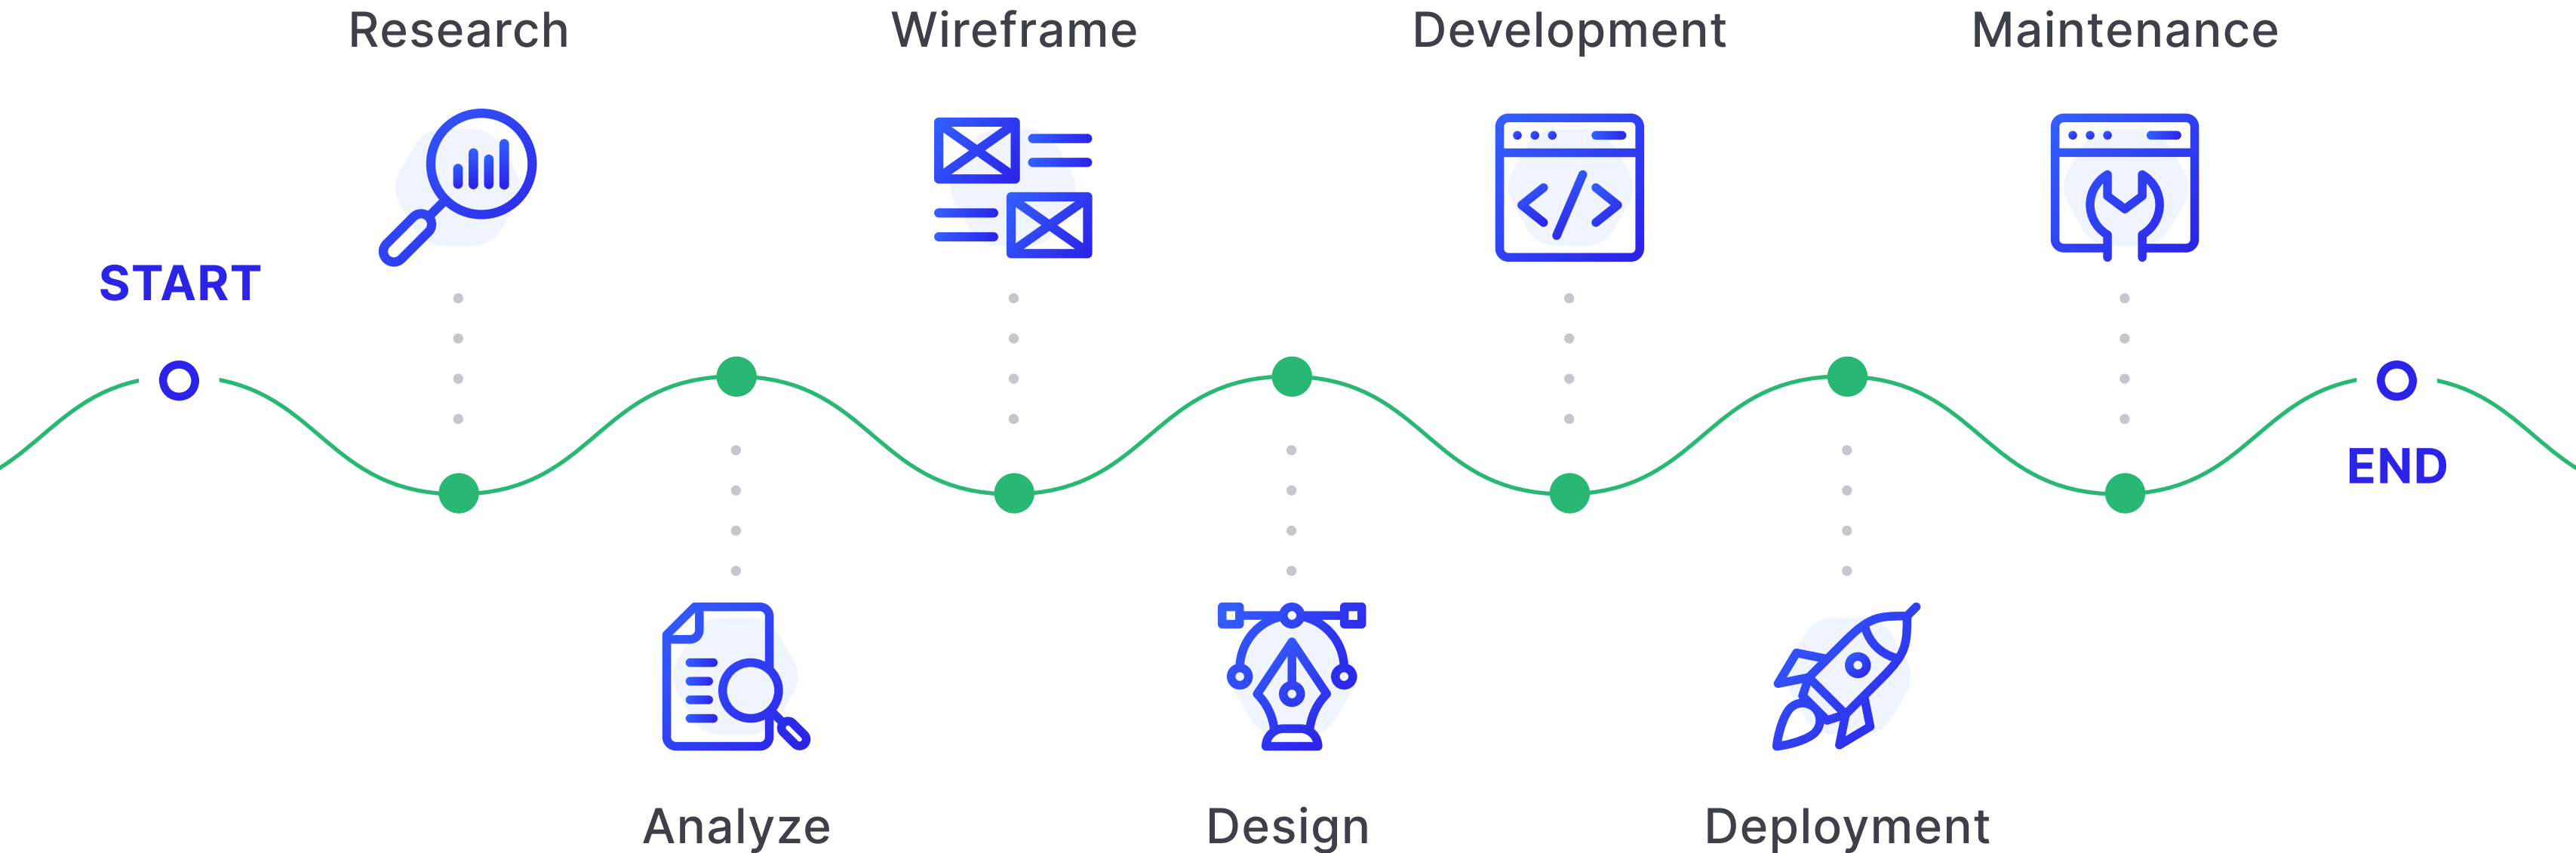 Research
Wireframe
Development
Maintenance
START
END
Analyze
Design
Deployment